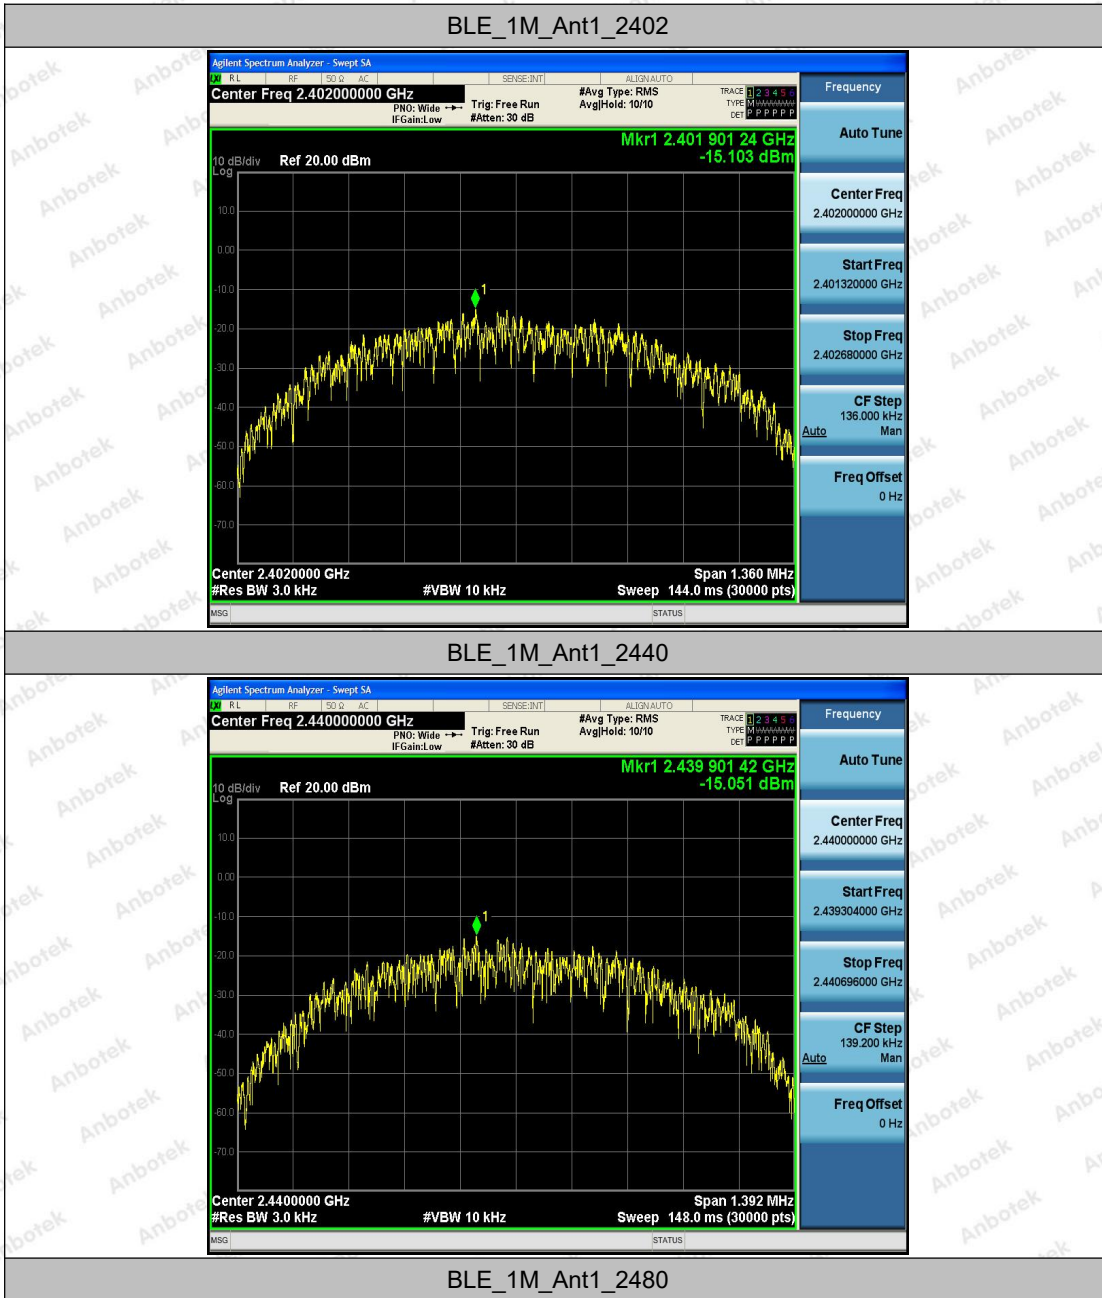 BLE_1M_Ant1_2402
Agilent Spectrum Analyzer - Swept SA
LXI RL RF 50 Ω AC SENSE:INT ALIGNAUTO
Center Freq 2.402000000 GHz
PNO: Wide
IFGain:Low
Trig: Free Run
#Atten: 30 dB
#Avg Type: RMS
Avg|Hold: 10/10
TRACE 1 2 3 4 5 6
TYPE M
DET P P P P P P
Mkr1 2.401 901 24 GHz
-15.103 dBm
10 dB/div Ref 20.00 dBm
Log
10.0
0.00
-10.0
-20.0
-30.0
-40.0
-50.0
-60.0
-70.0
1
Center 2.4020000 GHz Span 1.360 MHz
#Res BW 3.0 kHz #VBW 10 kHz Sweep 144.0 ms (30000 pts)
MSG STATUS
Frequency
Auto Tune
Center Freq
2.402000000 GHz
Start Freq
2.401320000 GHz
Stop Freq
2.402680000 GHz
CF Step
136.000 kHz
Auto Man
Freq Offset
0 Hz
BLE_1M_Ant1_2440
Agilent Spectrum Analyzer - Swept SA
LXI RL RF 50 Ω AC SENSE:INT ALIGNAUTO
Center Freq 2.440000000 GHz
PNO: Wide
IFGain:Low
Trig: Free Run
#Atten: 30 dB
#Avg Type: RMS
Avg|Hold: 10/10
TRACE 1 2 3 4 5 6
TYPE M
DET P P P P P P
Mkr1 2.439 901 42 GHz
-15.051 dBm
10 dB/div Ref 20.00 dBm
Log
10.0
0.00
-10.0
-20.0
-30.0
-40.0
-50.0
-60.0
-70.0
1
Center 2.4400000 GHz Span 1.392 MHz
#Res BW 3.0 kHz #VBW 10 kHz Sweep 148.0 ms (30000 pts)
MSG STATUS
Frequency
Auto Tune
Center Freq
2.440000000 GHz
Start Freq
2.439304000 GHz
Stop Freq
2.440696000 GHz
CF Step
139.200 kHz
Auto Man
Freq Offset
0 Hz
BLE_1M_Ant1_2480
Anbotek